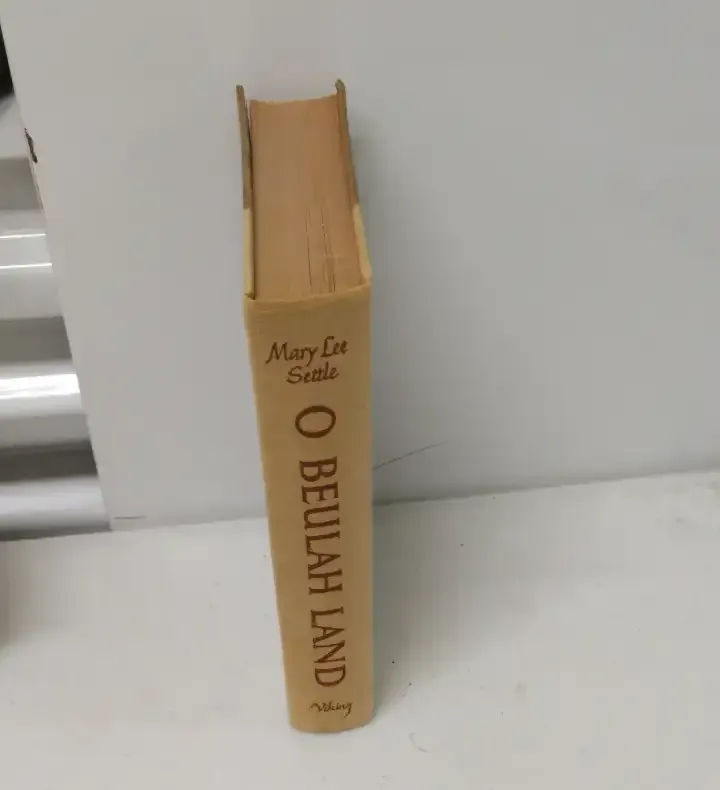 Mary Lee
Settle
O BEULAH LAND
Viking